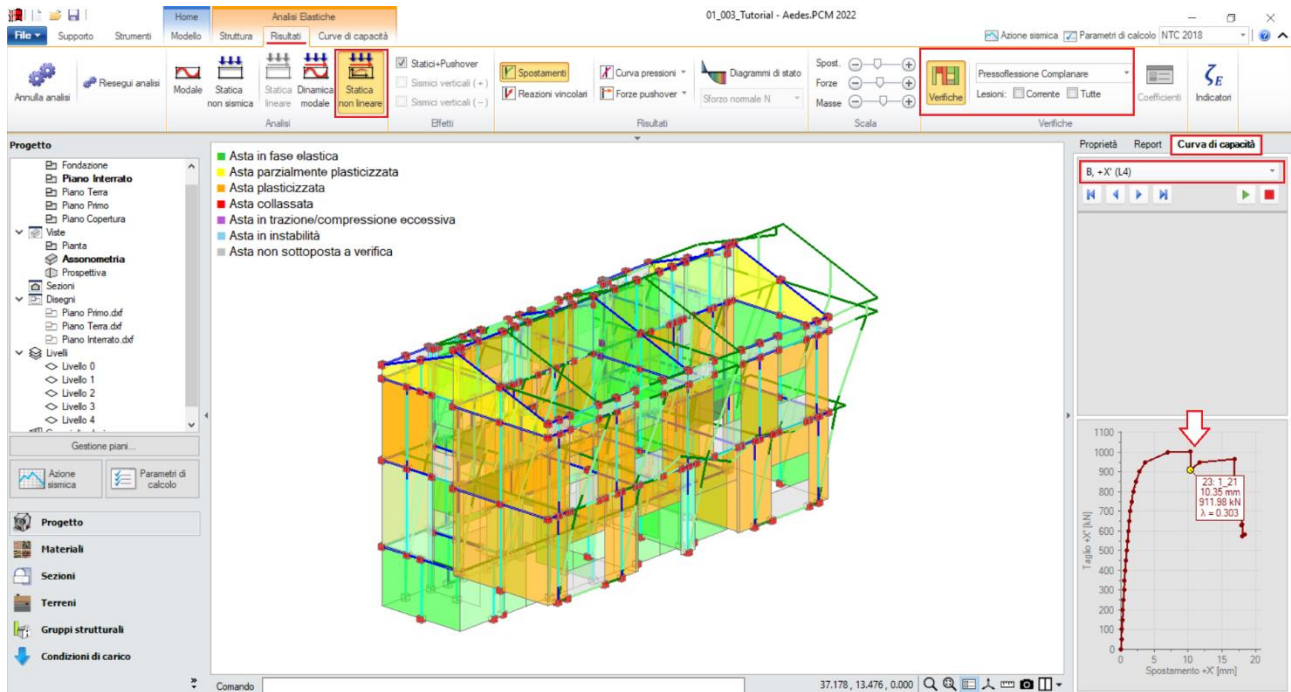 01_003_Tutorial - Aedes.PCM 2022
Home
Analisi Elastiche
File
Supporto
Strumenti
Modello
Struttura
Risultati
Curve di capacità
Azione sismica
Parametri di calcolo
NTC 2018
Annulla analisi
Resegui analisi
Modale
Statica
non sismica
Statica
lineare
Dinamica
modale
Statica
non lineare
Analisi
Statici+Pushover
Sismici verticali (+)
Sismici verticali (−)
Effetti
Spostamenti
Reazioni vincolari
Curva pressioni
Forze pushover
Diagrammi di stato
Sforzo normale N
Risultati
Spost.
Forze
Masse
Scala
Verifiche
Pressoflessione Complanare
Lesioni:
Corrente
Tutte
Coefficienti
Verifiche
ζE
Indicatori
Progetto
Fondazione
Piano Interrato
Piano Terra
Piano Primo
Piano Copertura
Viste
Pianta
Assonometria
Prospettiva
Sezioni
Disegni
Piano Primo.dxf
Piano Terra.dxf
Piano Interrato.dxf
Livelli
Livello 0
Livello 1
Livello 2
Livello 3
Livello 4
Gestione piani...
Azione
sismica
Parametri di
calcolo
Progetto
Materiali
Sezioni
Terreni
Gruppi strutturali
Condizioni di carico
Asta in fase elastica
Asta parzialmente plasticizzata
Asta plasticizzata
Asta collassata
Asta in trazione/compressione eccessiva
Asta in instabilità
Asta non sottoposta a verifica
Comando
37.178 , 13.476 , 0.000
Proprietà
Report
Curva di capacità
B, +X' (L4)
1100
1000
900
800
700
600
500
400
300
200
100
0
Taglio +X' [kN]
23: 1_21
10.35 mm
911.98 kN
λ = 0.303
0
5
10
15
20
Spostamento +X' [mm]